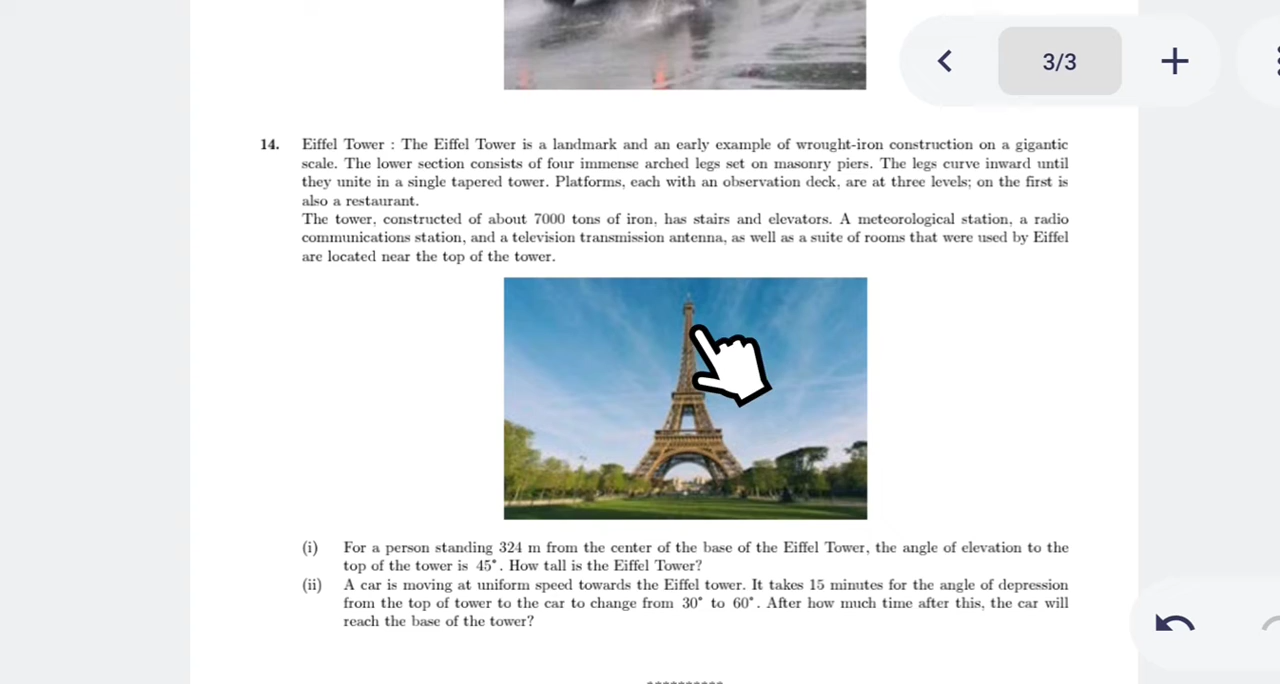 3/3
14. Eiffel Tower : The Eiffel Tower is a landmark and an early example of wrought-iron construction on a gigantic
scale. The lower section consists of four immense arched legs set on masonry piers. The legs curve inward until
they unite in a single tapered tower. Platforms, each with an observation deck, are at three levels; on the first is
also a restaurant.
The tower, constructed of about 7000 tons of iron, has stairs and elevators. A meteorological station, a radio
communications station, and a television transmission antenna, as well as a suite of rooms that were used by Eiffel
are located near the top of the tower.
(i) For a person standing 324 m from the center of the base of the Eiffel Tower, the angle of elevation to the
top of the tower is 45°. How tall is the Eiffel Tower?
(ii) A car is moving at uniform speed towards the Eiffel tower. It takes 15 minutes for the angle of depression
from the top of tower to the car to change from 30° to 60°. After how much time after this, the car will
reach the base of the tower?